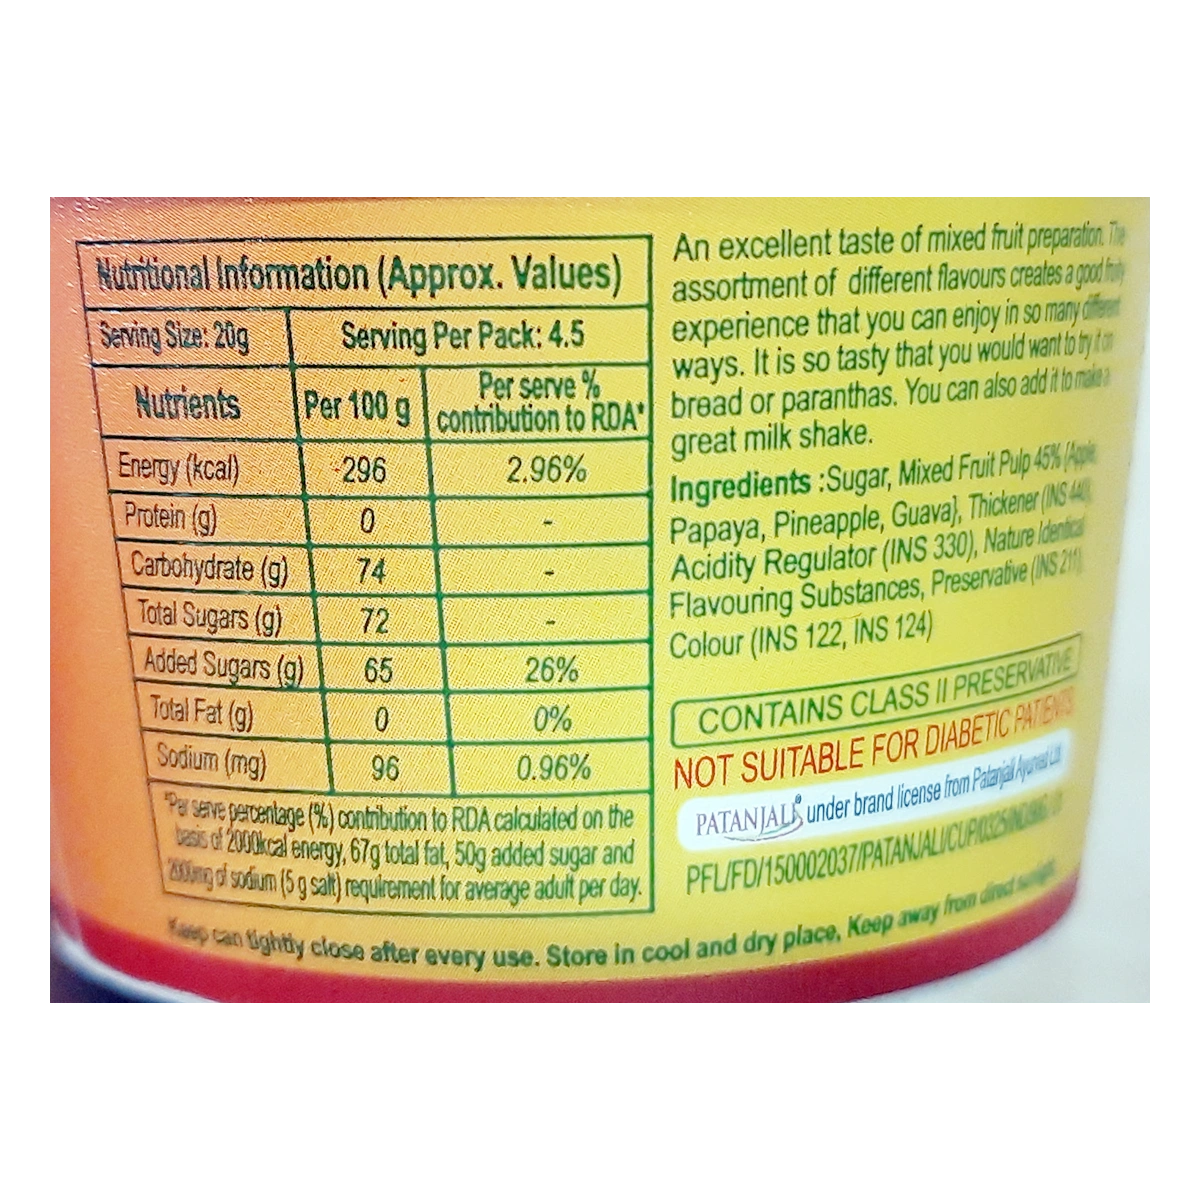 Nutritional Information (Approx. Values)
Serving Size: 20g Serving Per Pack: 4.5
Nutrients Per 100 g Per serve % contribution to RDA*
Energy (kcal) 296 2.96%
Protein (g) 0 -
Carbohydrate (g) 74 -
Total Sugars (g) 72 -
Added Sugars (g) 65 26%
Total Fat (g) 0 0%
Sodium (mg) 96 0.96%
*Per serve percentage (%) contribution to RDA calculated on the
basis of 2000kcal energy, 67g total fat, 50g added sugar and
2000mg of sodium (5 g salt) requirement for average adult per day.
An excellent taste of mixed fruit preparation. The
assortment of different flavours creates a good fruity
experience that you can enjoy in so many different
ways. It is so tasty that you would want to try it on
bread or paranthas. You can also add it to make a
great milk shake.
Ingredients :Sugar, Mixed Fruit Pulp 45% {Apple,
Papaya, Pineapple, Guava}, Thickener (INS 440),
Acidity Regulator (INS 330), Nature Identical
Flavouring Substances, Preservative (INS 211),
Colour (INS 122, INS 124)
CONTAINS CLASS II PRESERVATIVE
NOT SUITABLE FOR DIABETIC PATIENTS
PATANJALI® under brand license from Patanjali Ayurved Ltd.
Keep can tightly close after every use. Store in cool and dry place, Keep away from direct sunlight.